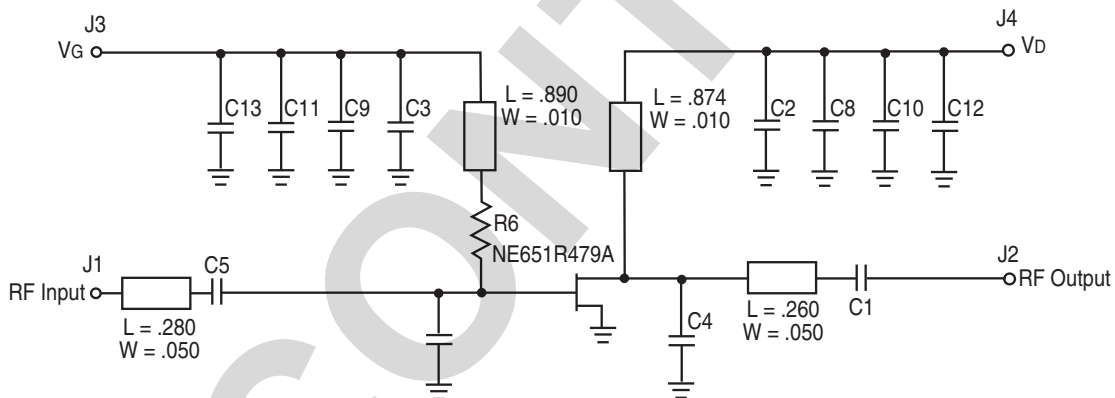 J3
VG
J4
VD
C13
C11
C9
C3
L = .890
W = .010
L = .874
W = .010
C2
C8
C10
C12
R6
NE651R479A
J1
RF Input
C5
L = .280
W = .050
C4
L = .260
W = .050
C1
J2
RF Output
CONT